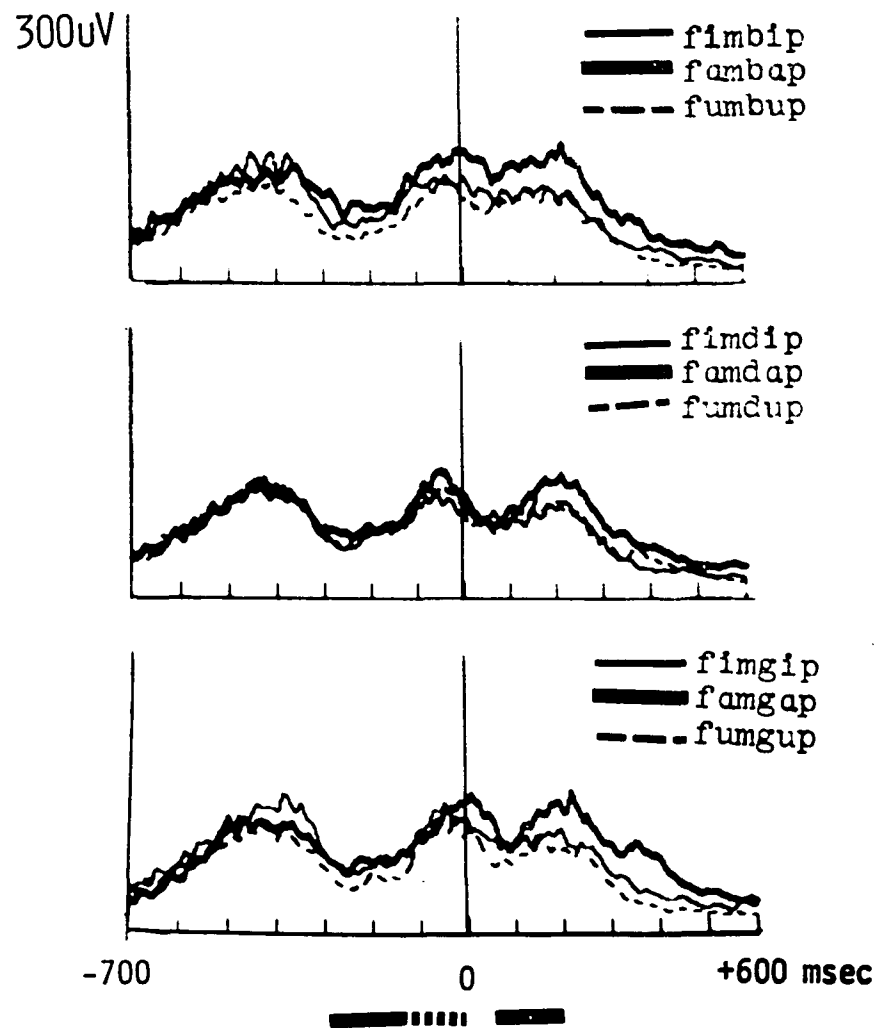 300uV
fimbip
fambap
fumbup
fimdip
famdap
fumdup
fimgip
famgap
fumgup
-700 0 +600 msec